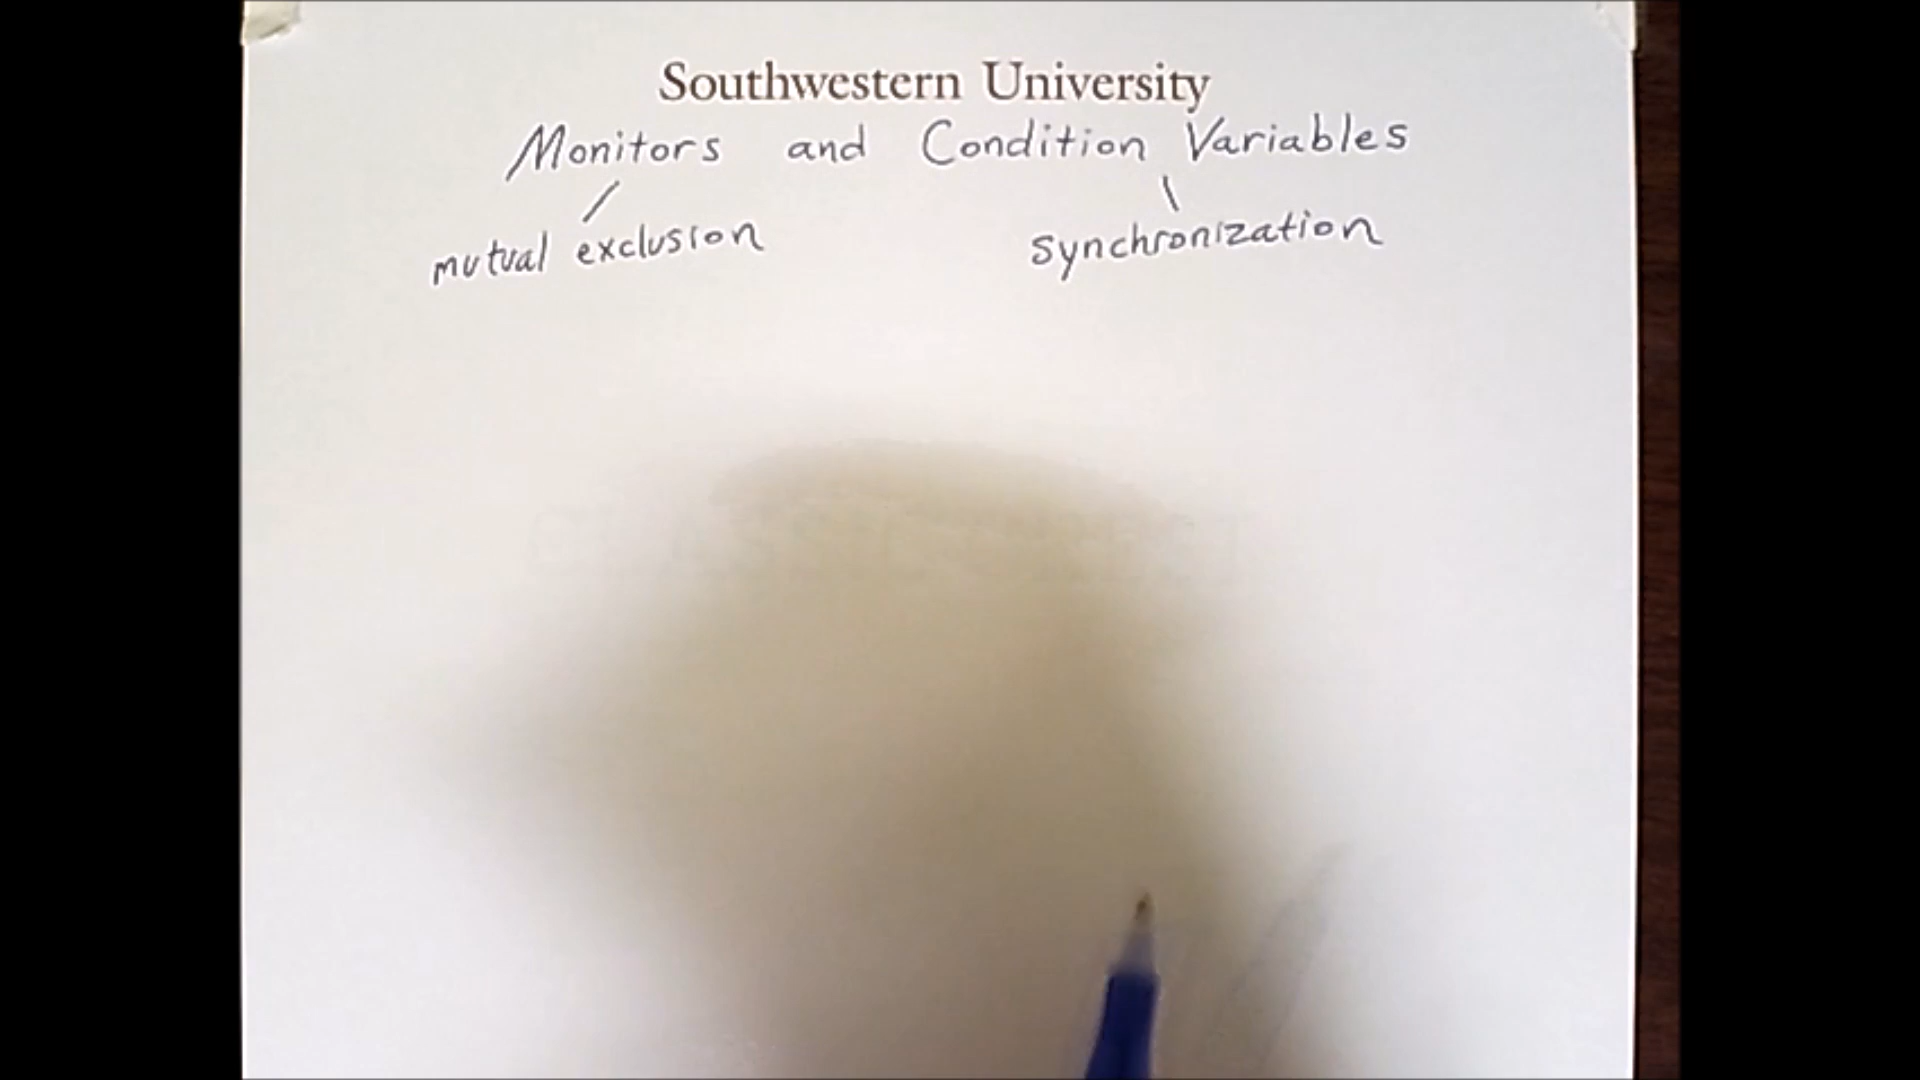 Southwestern University
Monitors and Condition Variables
mutual exclusion
synchronization